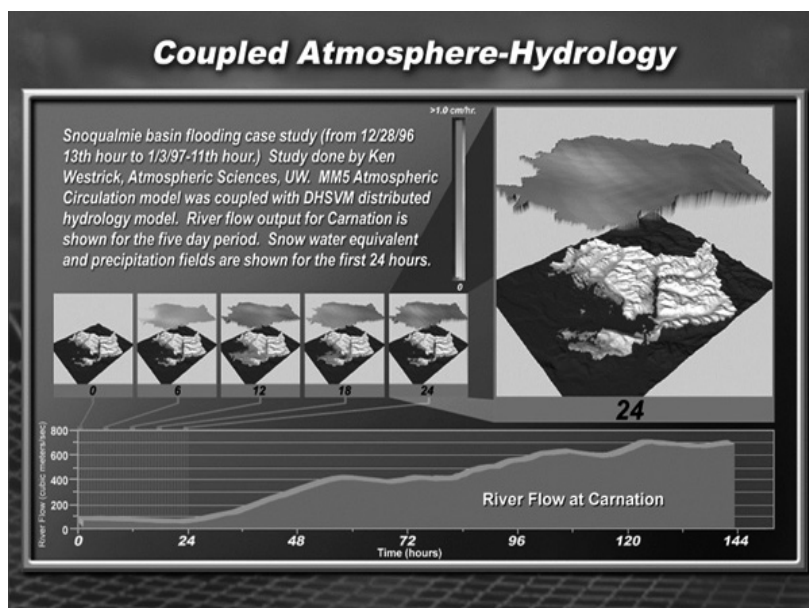 Coupled Atmosphere-Hydrology
Snoqualmie basin flooding case study (from 12/28/96
13th hour to 1/3/97-11th hour.) Study done by Ken
Westrick, Atmospheric Sciences, UW. MM5 Atmospheric
Circulation model was coupled with DHSVM distributed
hydrology model. River flow output for Carnation is
shown for the five day period. Snow water equivalent
and precipitation fields are shown for the first 24 hours.
>1.0 cm/hr.
0
0 6 12 18 24
24
River Flow (cubic meters/sec)
800
600
400
200
0
River Flow at Carnation
0 24 48 72 96 120 144
Time (hours)